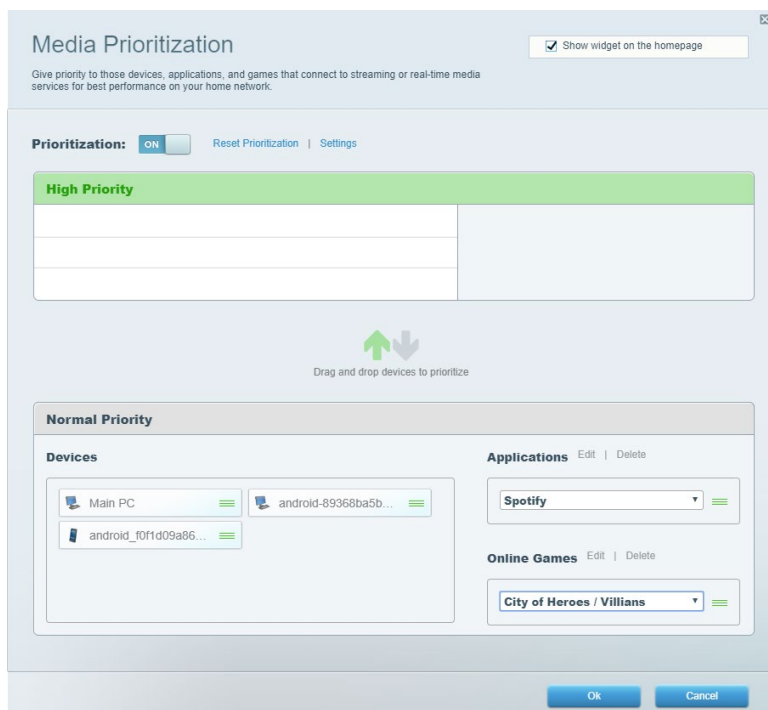 Media Prioritization
Show widget on the homepage
Give priority to those devices, applications, and games that connect to streaming or real-time media
services for best performance on your home network.
Prioritization: ON Reset Prioritization | Settings
High Priority
Drag and drop devices to prioritize
Normal Priority
Devices
Main PC
android-89368ba5b...
android_f0f1d09a86...
Applications Edit | Delete
Spotify
Online Games Edit | Delete
City of Heroes / Villians
Ok Cancel